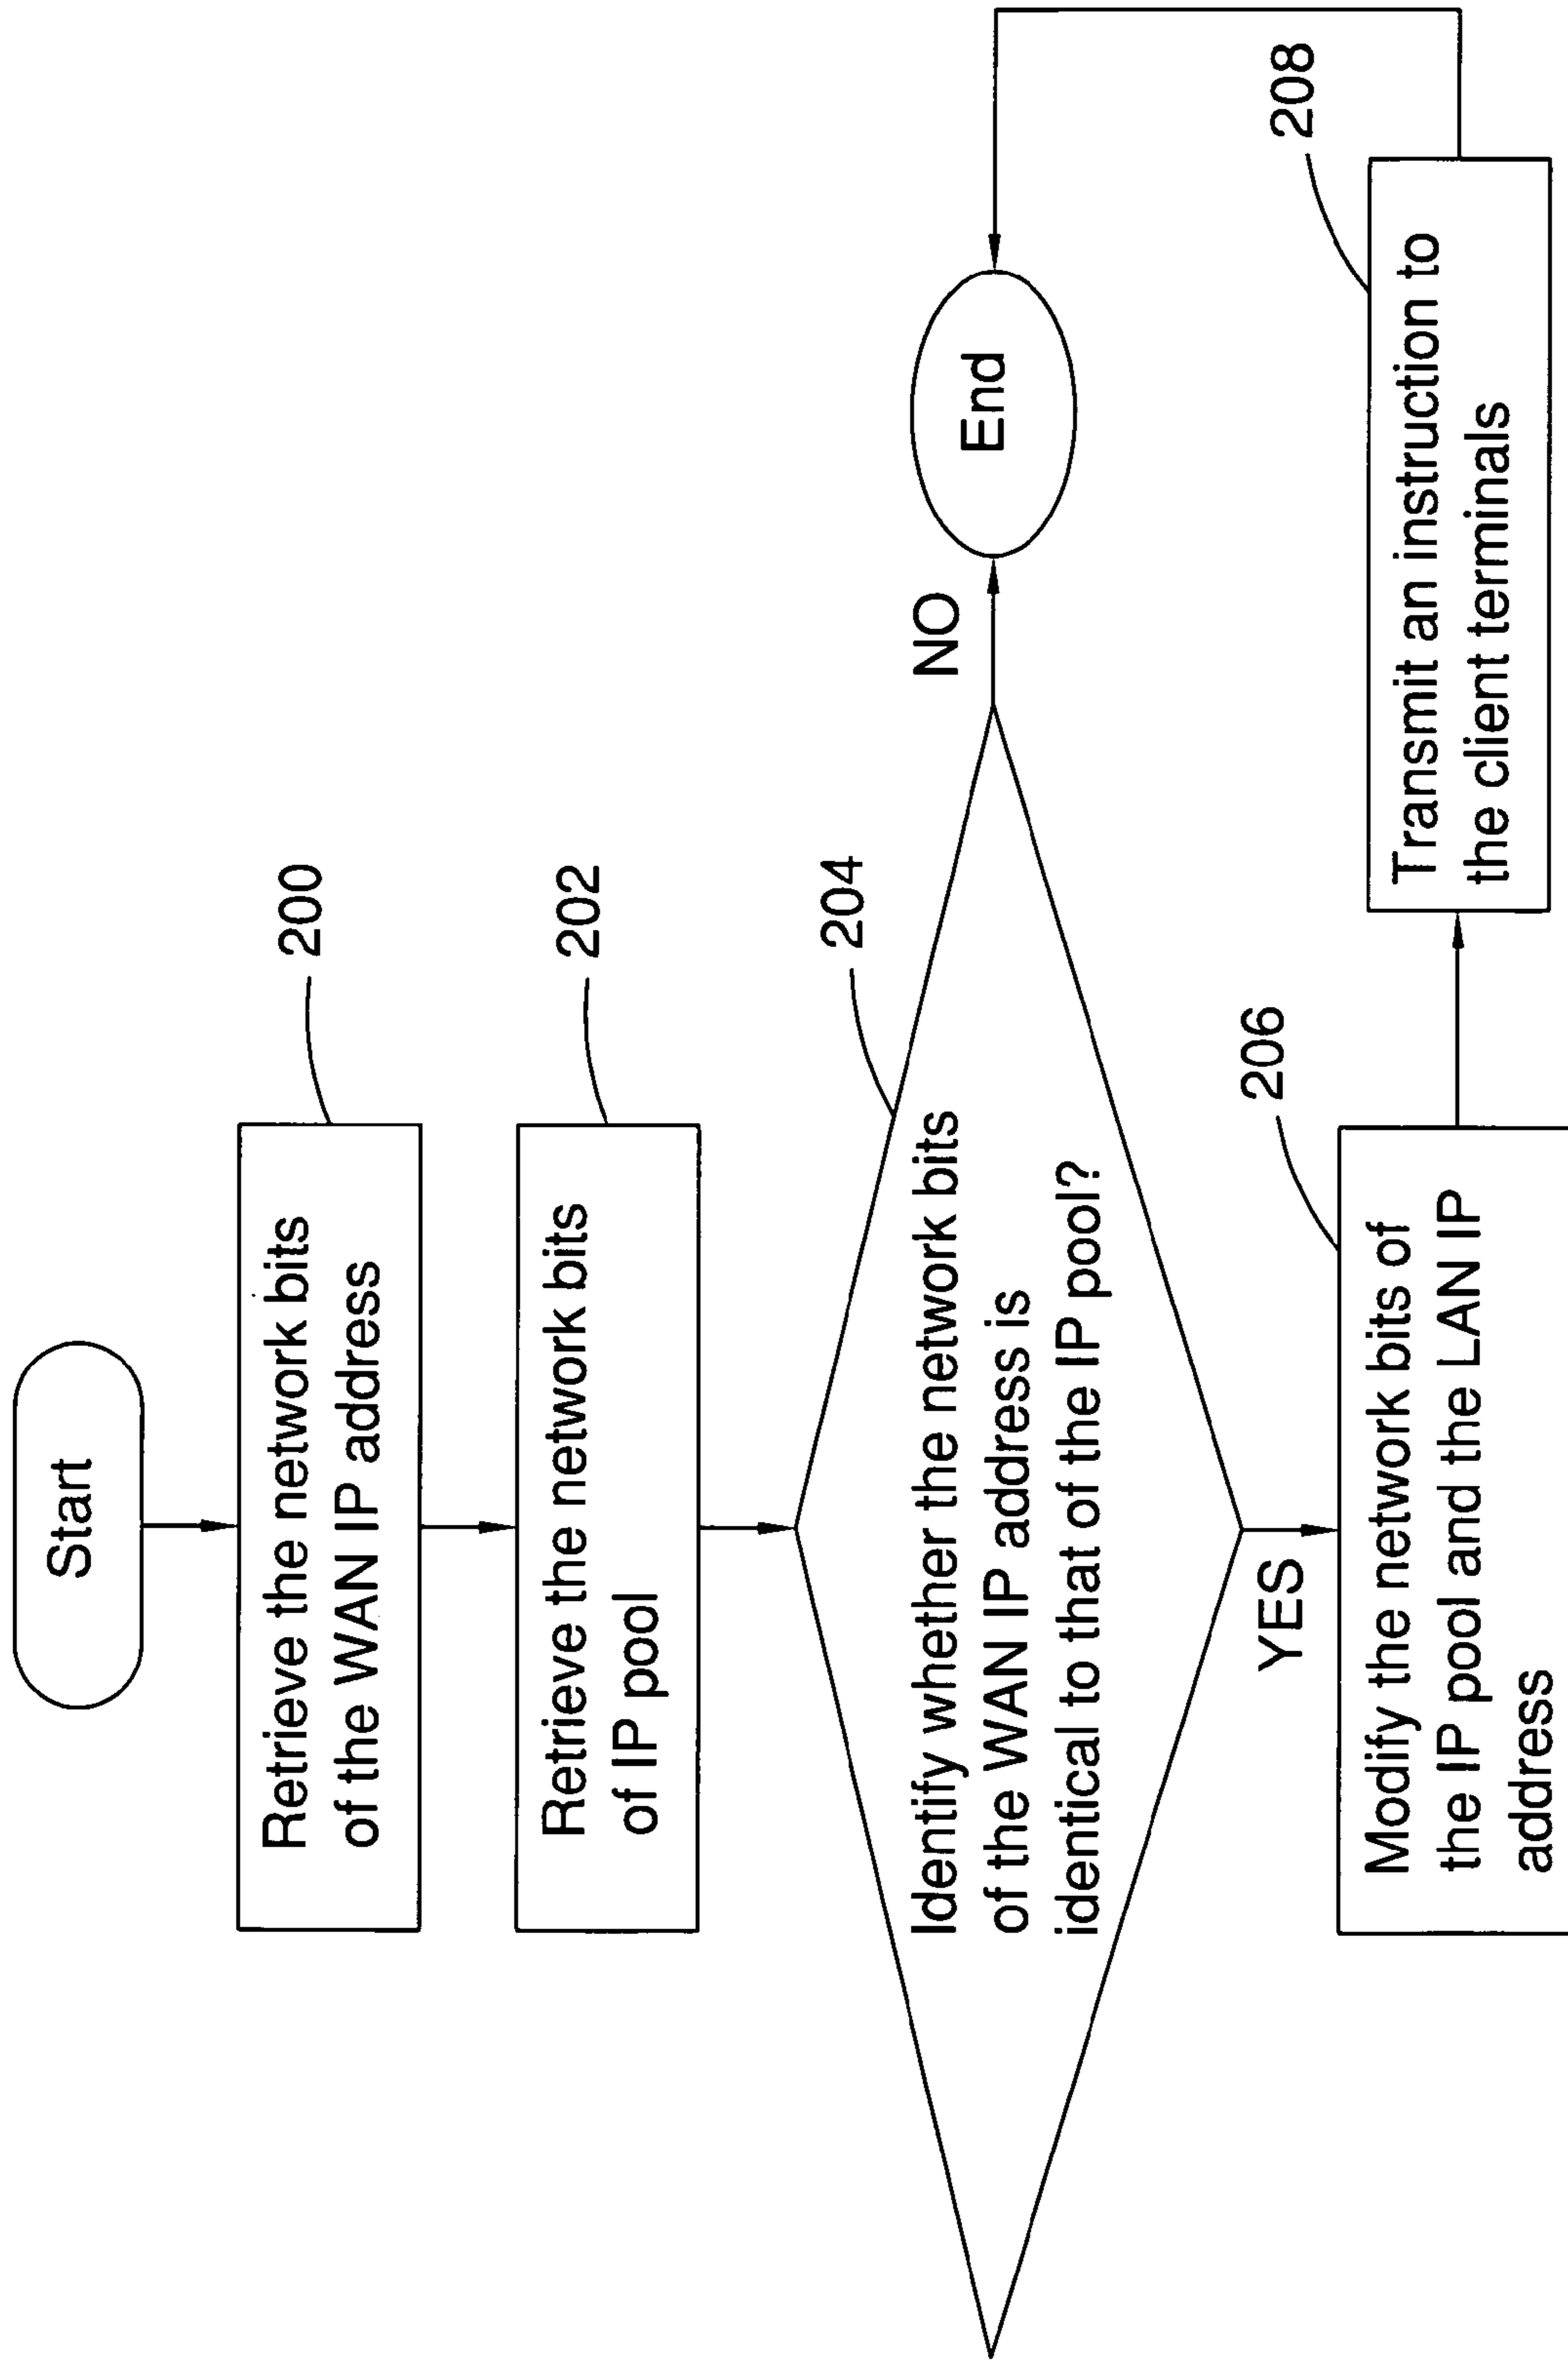 Start
200
Retrieve the network bits
of the WAN IP address
202
Retrieve the network bits
of IP pool
204
Identify whether the network bits
of the WAN IP address is
identical to that of the IP pool?
NO
End
YES
206
Modify the network bits of
the IP pool and the LAN IP
address
208
Transmit an instruction to
the client terminals